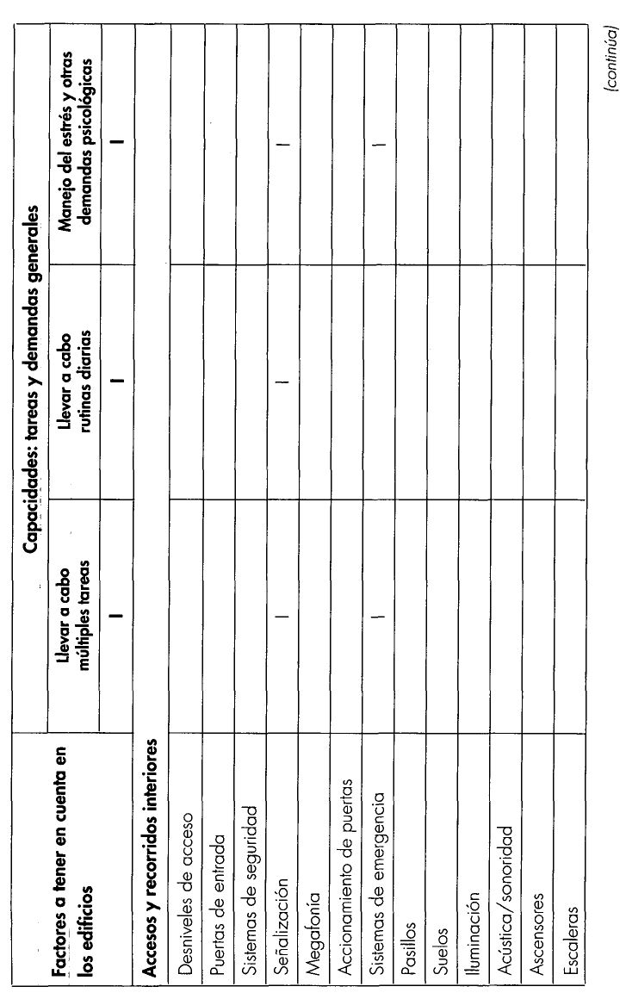 Capacidades: tareas y demandas generales
Factores a tener en cuenta en
los edificios
Llevar a cabo
múltiples tareas
Llevar a cabo
rutinas diarias
Manejo del estrés y otras
demandas psicológicas
I I I
Accesos y recorridos interiores
Desniveles de acceso
Puertas de entrada
Sistemas de seguridad
Señalización I I I
Megafonía
Accionamiento de puertas
Sistemas de emergencia I I
Pasillos
Suelos
Iluminación
Acústica/sonoridad
Ascensores
Escaleras
(continúa)